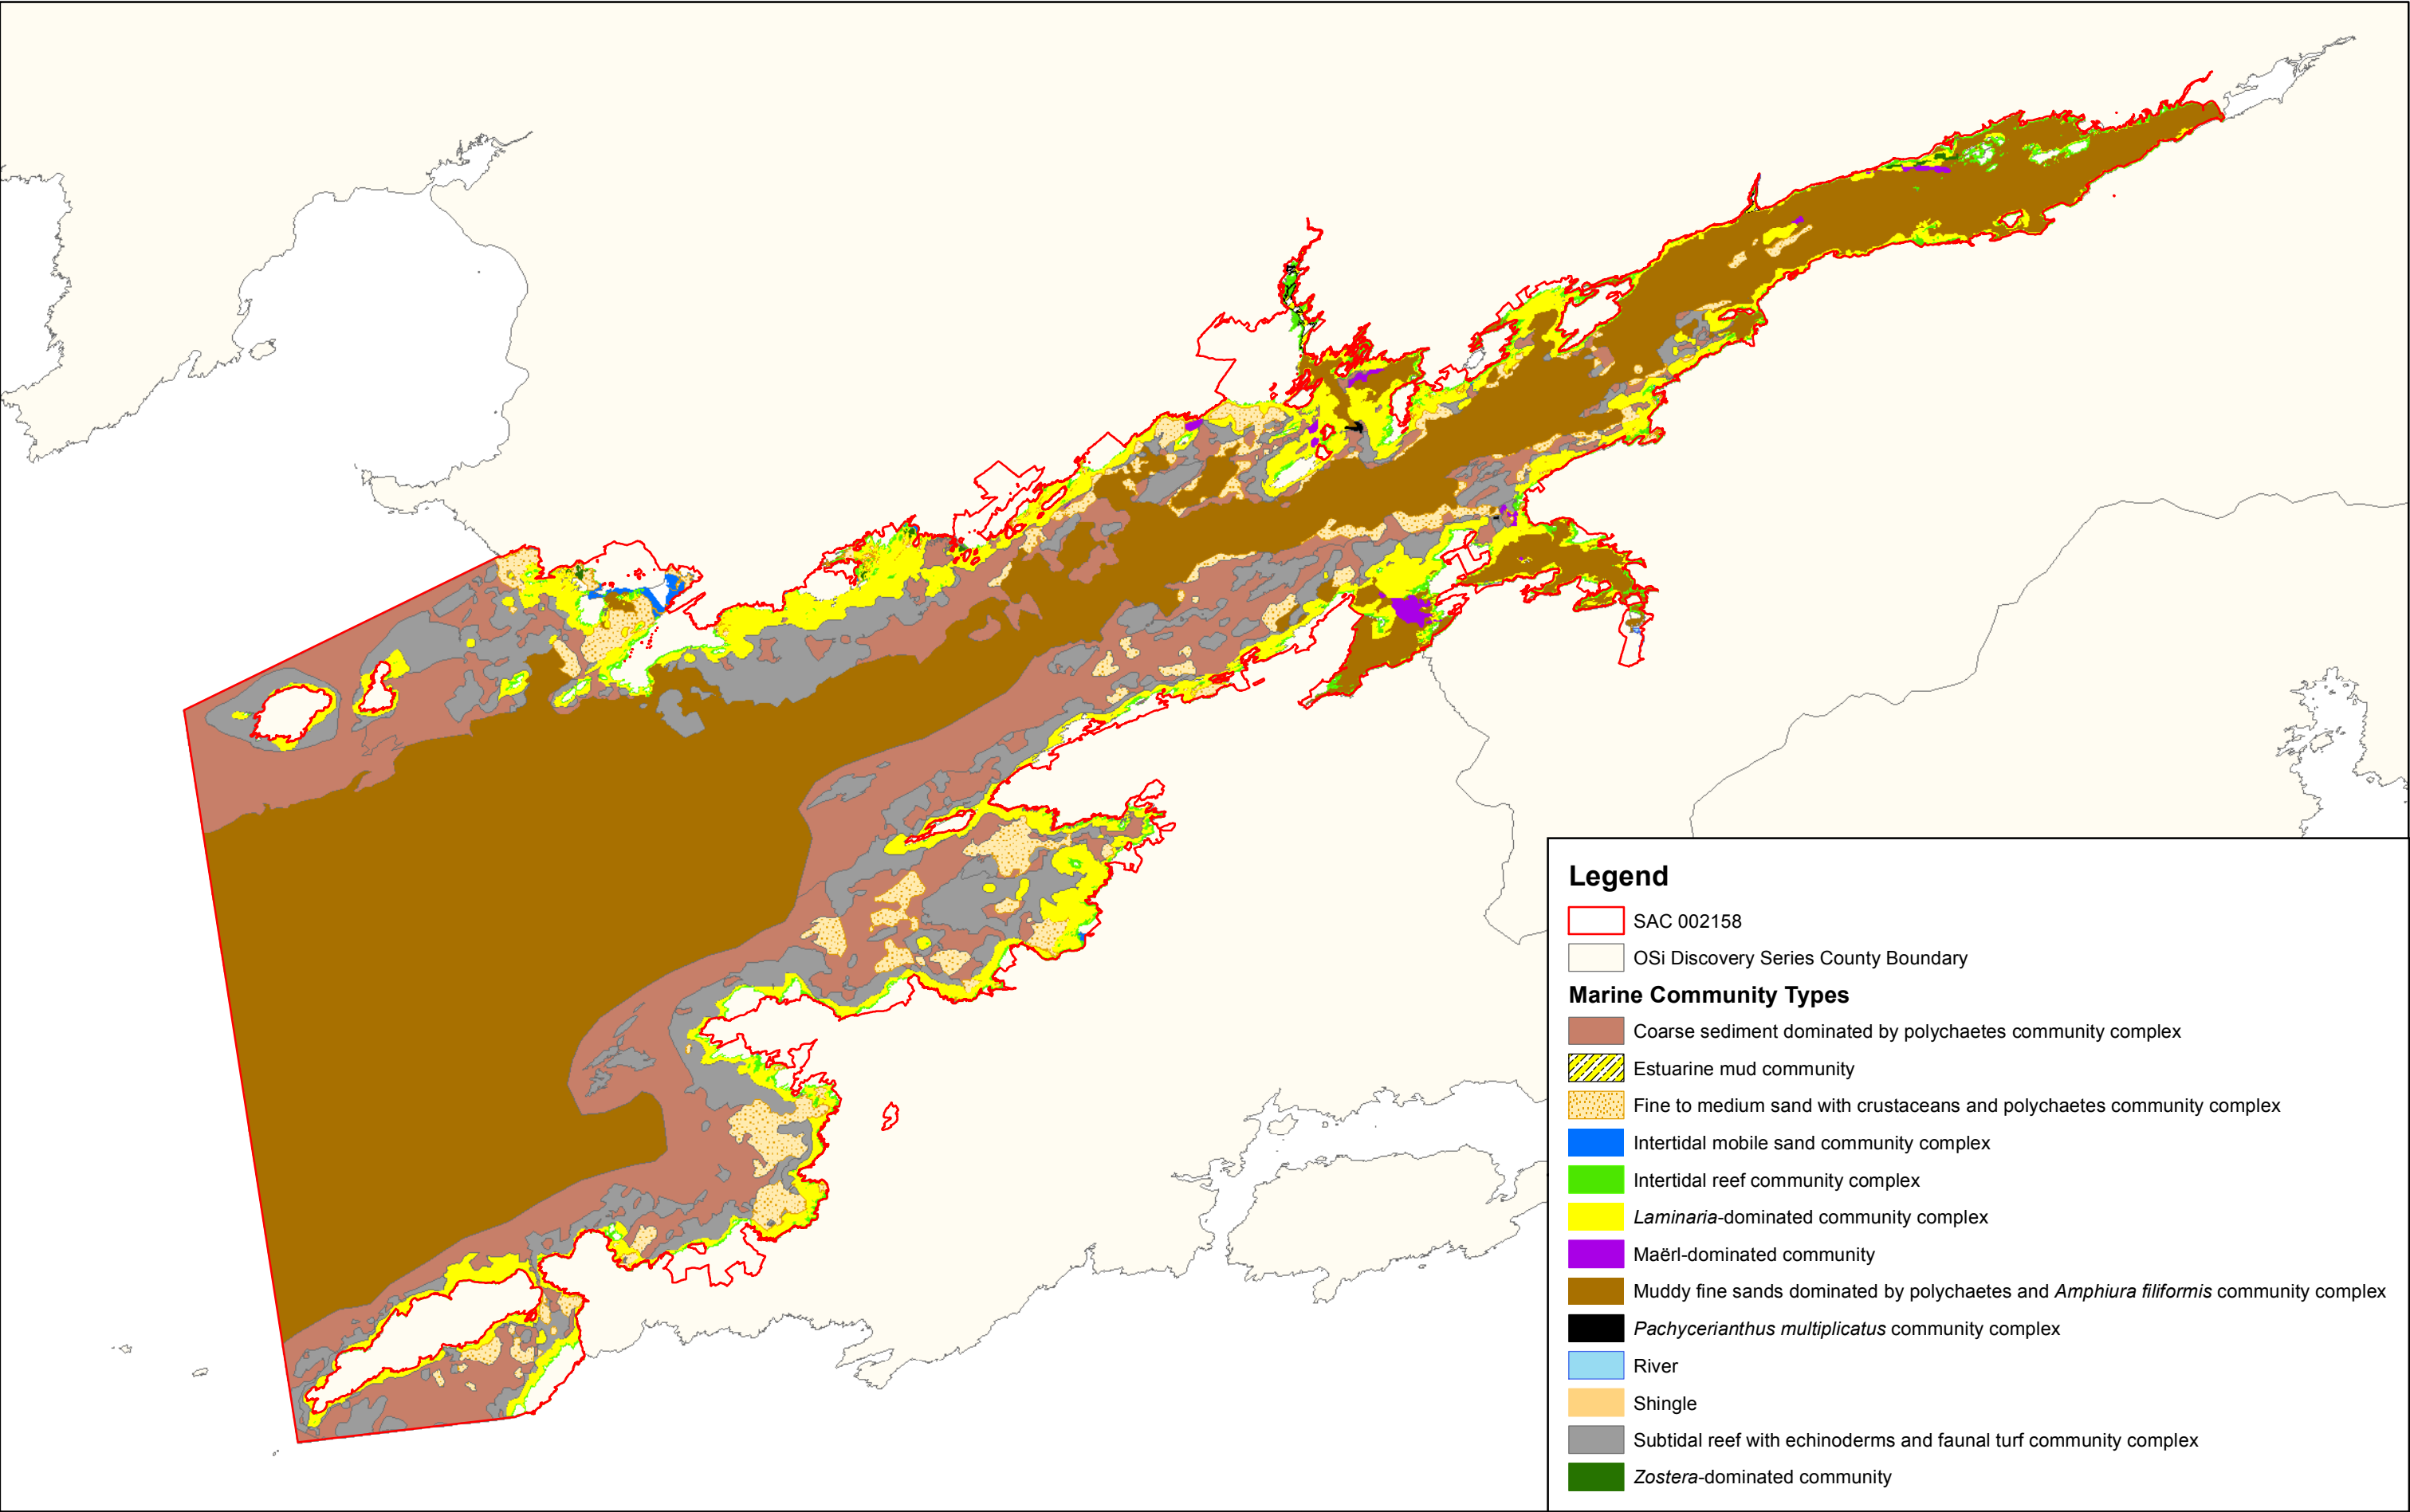 Legend
SAC 002158
OSi Discovery Series County Boundary
Marine Community Types
Coarse sediment dominated by polychaetes community complex
Estuarine mud community
Fine to medium sand with crustaceans and polychaetes community complex
Intertidal mobile sand community complex
Intertidal reef community complex
Laminaria-dominated community complex
Maërl-dominated community
Muddy fine sands dominated by polychaetes and Amphiura filiformis community complex
Pachycerianthus multiplicatus community complex
River
Shingle
Subtidal reef with echinoderms and faunal turf community complex
Zostera-dominated community